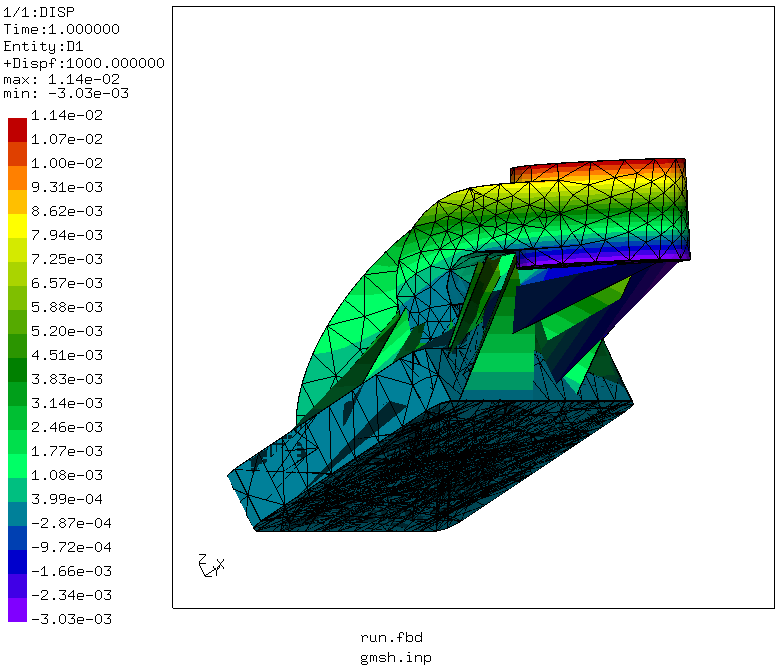 1/1:DISP
Time:1.000000
Entity:D1
+Dispf:1000.000000
max: 1.14e-02
min: -3.03e-03
1.14e-02
1.07e-02
1.00e-02
9.31e-03
8.62e-03
7.94e-03
7.25e-03
6.57e-03
5.88e-03
5.20e-03
4.51e-03
3.83e-03
3.14e-03
2.46e-03
1.77e-03
1.08e-03
3.99e-04
-2.87e-04
-9.72e-04
-1.66e-03
-2.34e-03
-3.03e-03
Z
X
Y
run.fbd
gmsh.inp